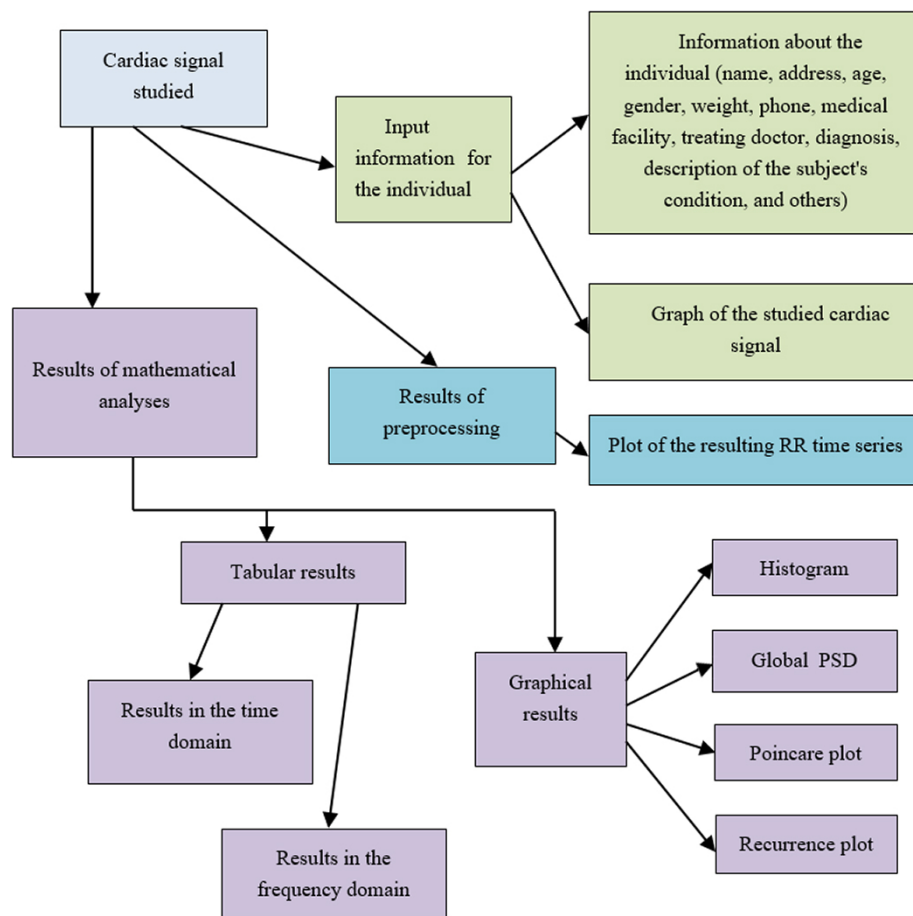 Cardiac signal
studied
Information about the
individual (name, address, age,
gender, weight, phone, medical
facility, treating doctor, diagnosis,
description of the subject's
condition, and others)
Input
information for
the individual
Graph of the studied cardiac
signal
Results of mathematical
analyses
Results of
preprocessing
Plot of the resulting RR time series
Tabular results
Histogram
Global PSD
Graphical
results
Results in the time
domain
Poincare plot
Recurrence plot
Results in the
frequency domain